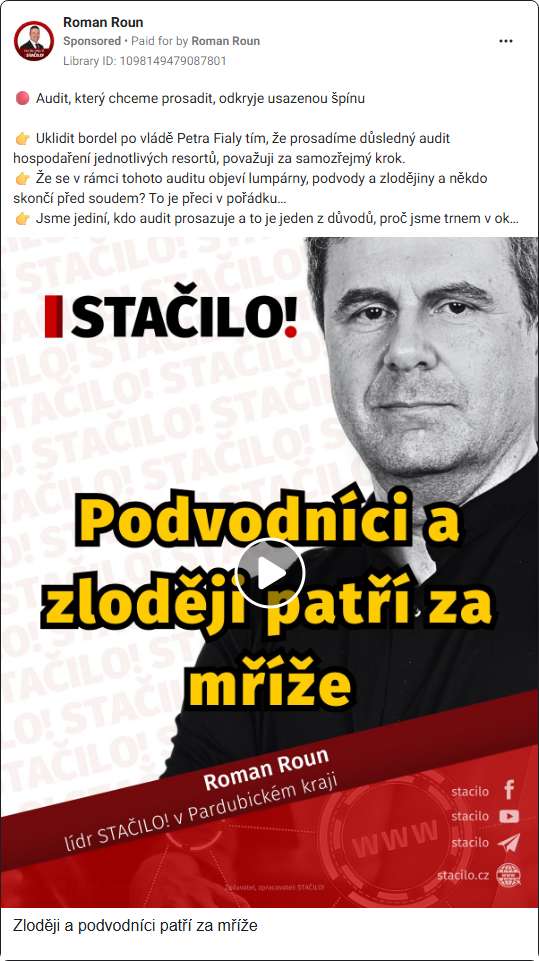 Roman Roun
Sponsored • Paid for by Roman Roun
Library ID: 1098149479087801
Audit, který chceme prosadit, odkryje usazenou špínu
👉 Uklidit bordel po vládě Petra Fialy tím, že prosadíme důsledný audit
hospodaření jednotlivých resortů, považuji za samozřejmý krok.
👉 Že se v rámci tohoto auditu objeví lumpárny, podvody a zlodějiny a někdo
skončí před soudem? To je přeci v pořádku…
👉 Jsme jediní, kdo audit prosazuje a to je jeden z důvodů, proč jsme trnem v ok…
STAČILO!
Podvodníci a
zloději patří za
mříže
Roman Roun
lídr STAČILO! v Pardubickém kraji
stacilo
stacilo
stacilo
stacilo.cz
www
Zadavatel, zpracovatel: STAČILO!
Zloději a podvodníci patří za mříže